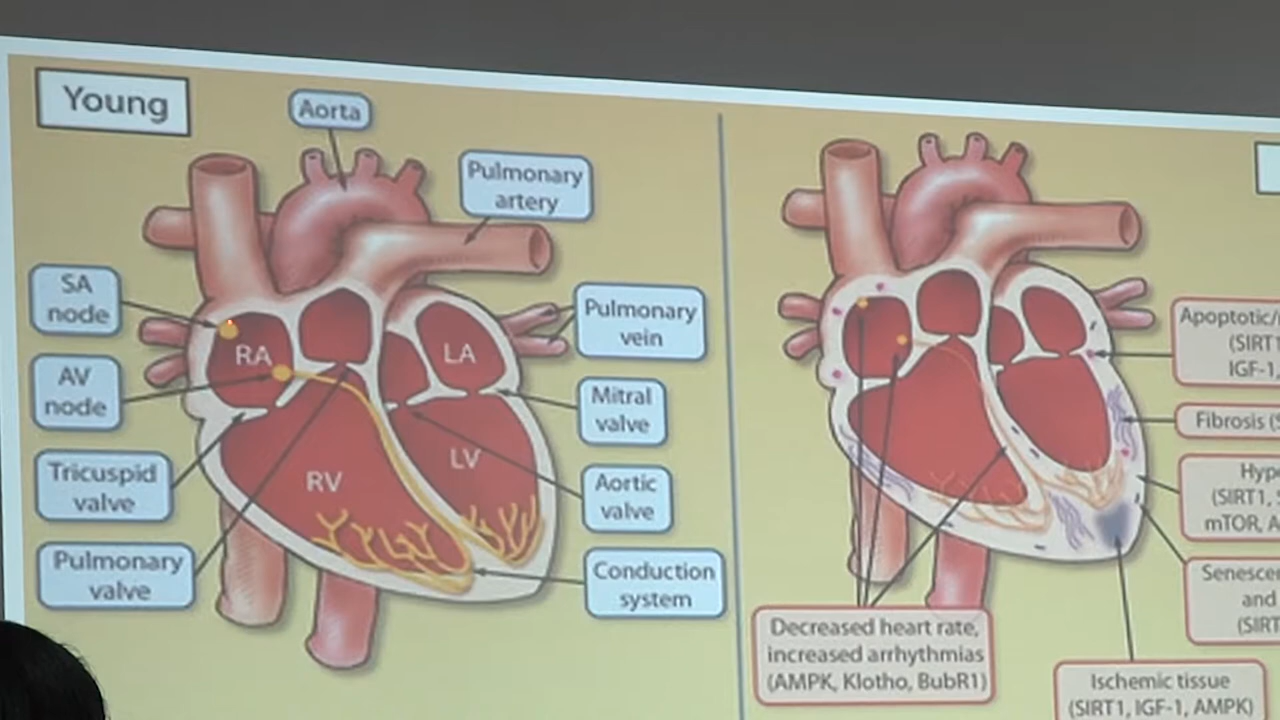 Young
Aorta
Pulmonary
artery
SA
node
Pulmonary
vein
RA
LA
AV
node
Mitral
valve
Tricuspid
valve
RV
LV
Aortic
valve
Pulmonary
valve
Conduction
system
Apoptotic/
(SIRT1
IGF-1,
Fibrosis (S
Hyp
(SIRT1,
mTOR, A
Senesce
and
(SIRT
Decreased heart rate,
increased arrhythmias
(AMPK, Klotho, BubR1)
Ischemic tissue
(SIRT1, IGF-1, AMPK)